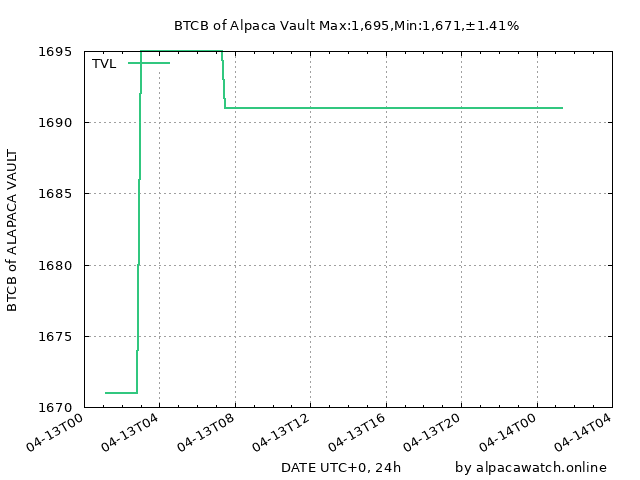 BTCB of Alpaca Vault Max:1,695,Min:1,671,±1.41%
1695
TVL
1690
1685
1680
1675
1670
BTCB of ALAPACA VAULT
04-13T00
04-13T04
04-13T08
04-13T12
04-13T16
04-13T20
04-14T00
04-14T04
DATE UTC+0, 24h
by alpacawatch.online